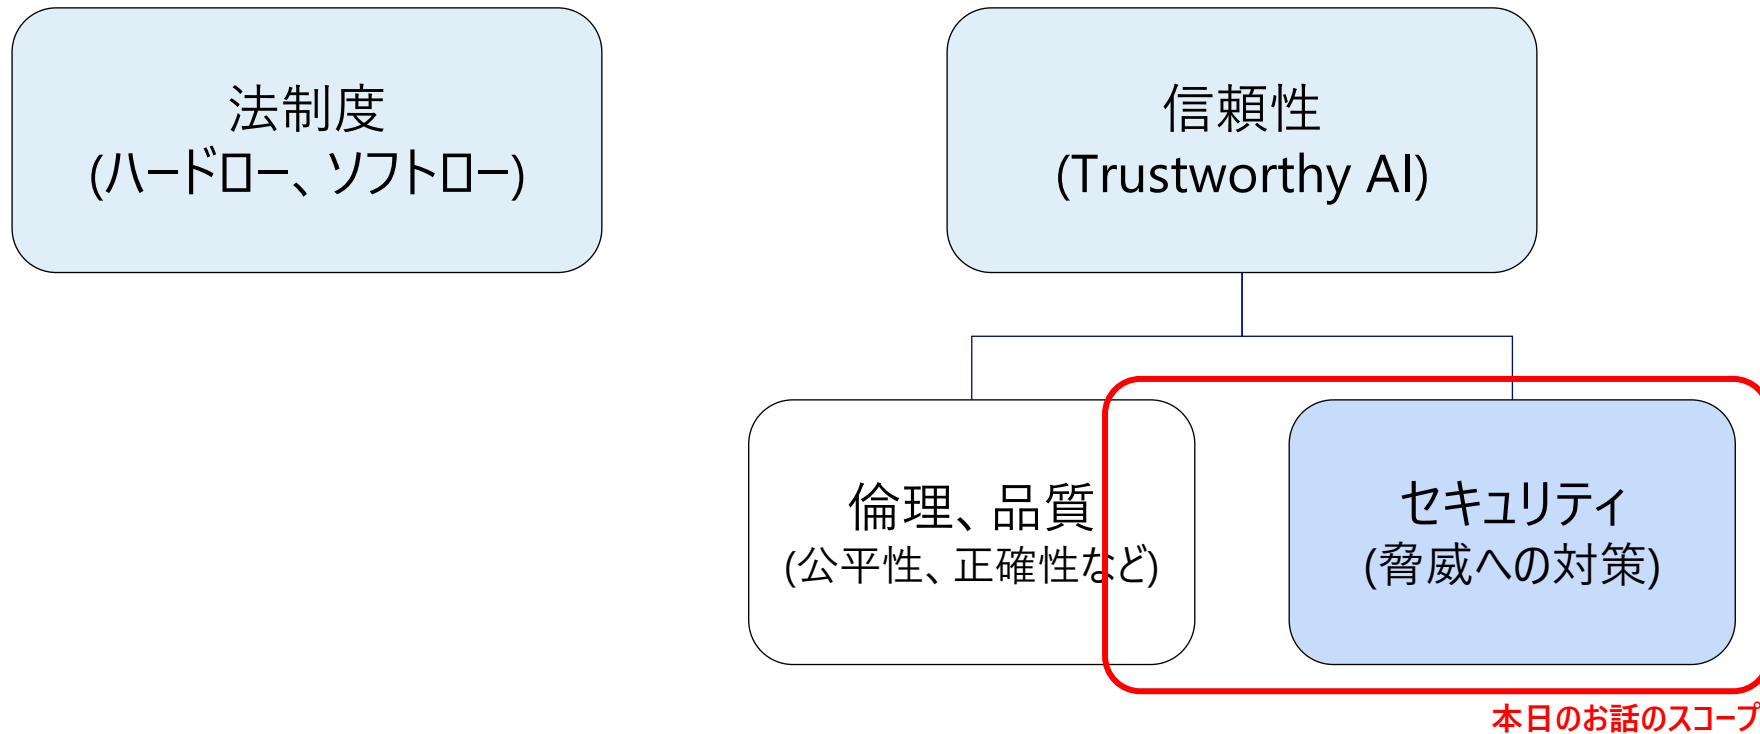 法制度
(ハードロー、ソフトロー)
信頼性
(Trustworthy AI)
倫理、品質
(公平性、正確性など)
セキュリティ
(脅威への対策)
本日のお話のスコープ